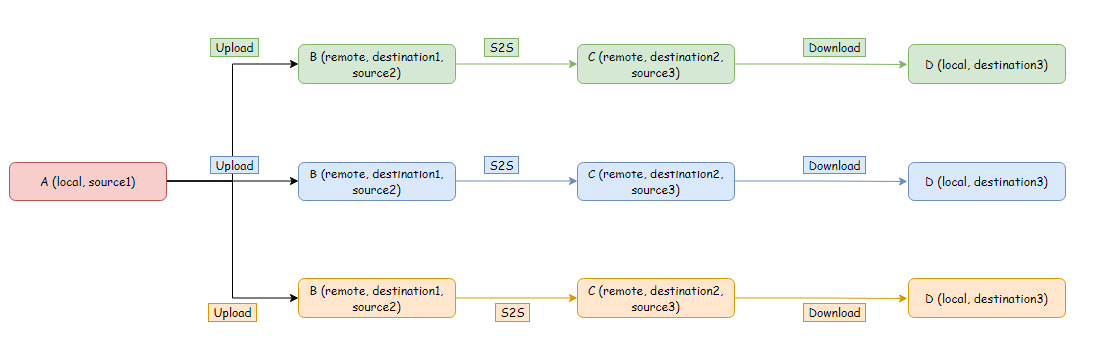 Upload
S2S
Download
B (remote, destination1,
source2)
C (remote, destination2,
source3)
D (local, destination3)
Upload
S2S
Download
A (local, source1)
B (remote, destination1,
source2)
C (remote, destination2,
source3)
D (local, destination3)
B (remote, destination1,
source2)
C (remote, destination2,
source3)
D (local, destination3)
Upload
S2S
Download